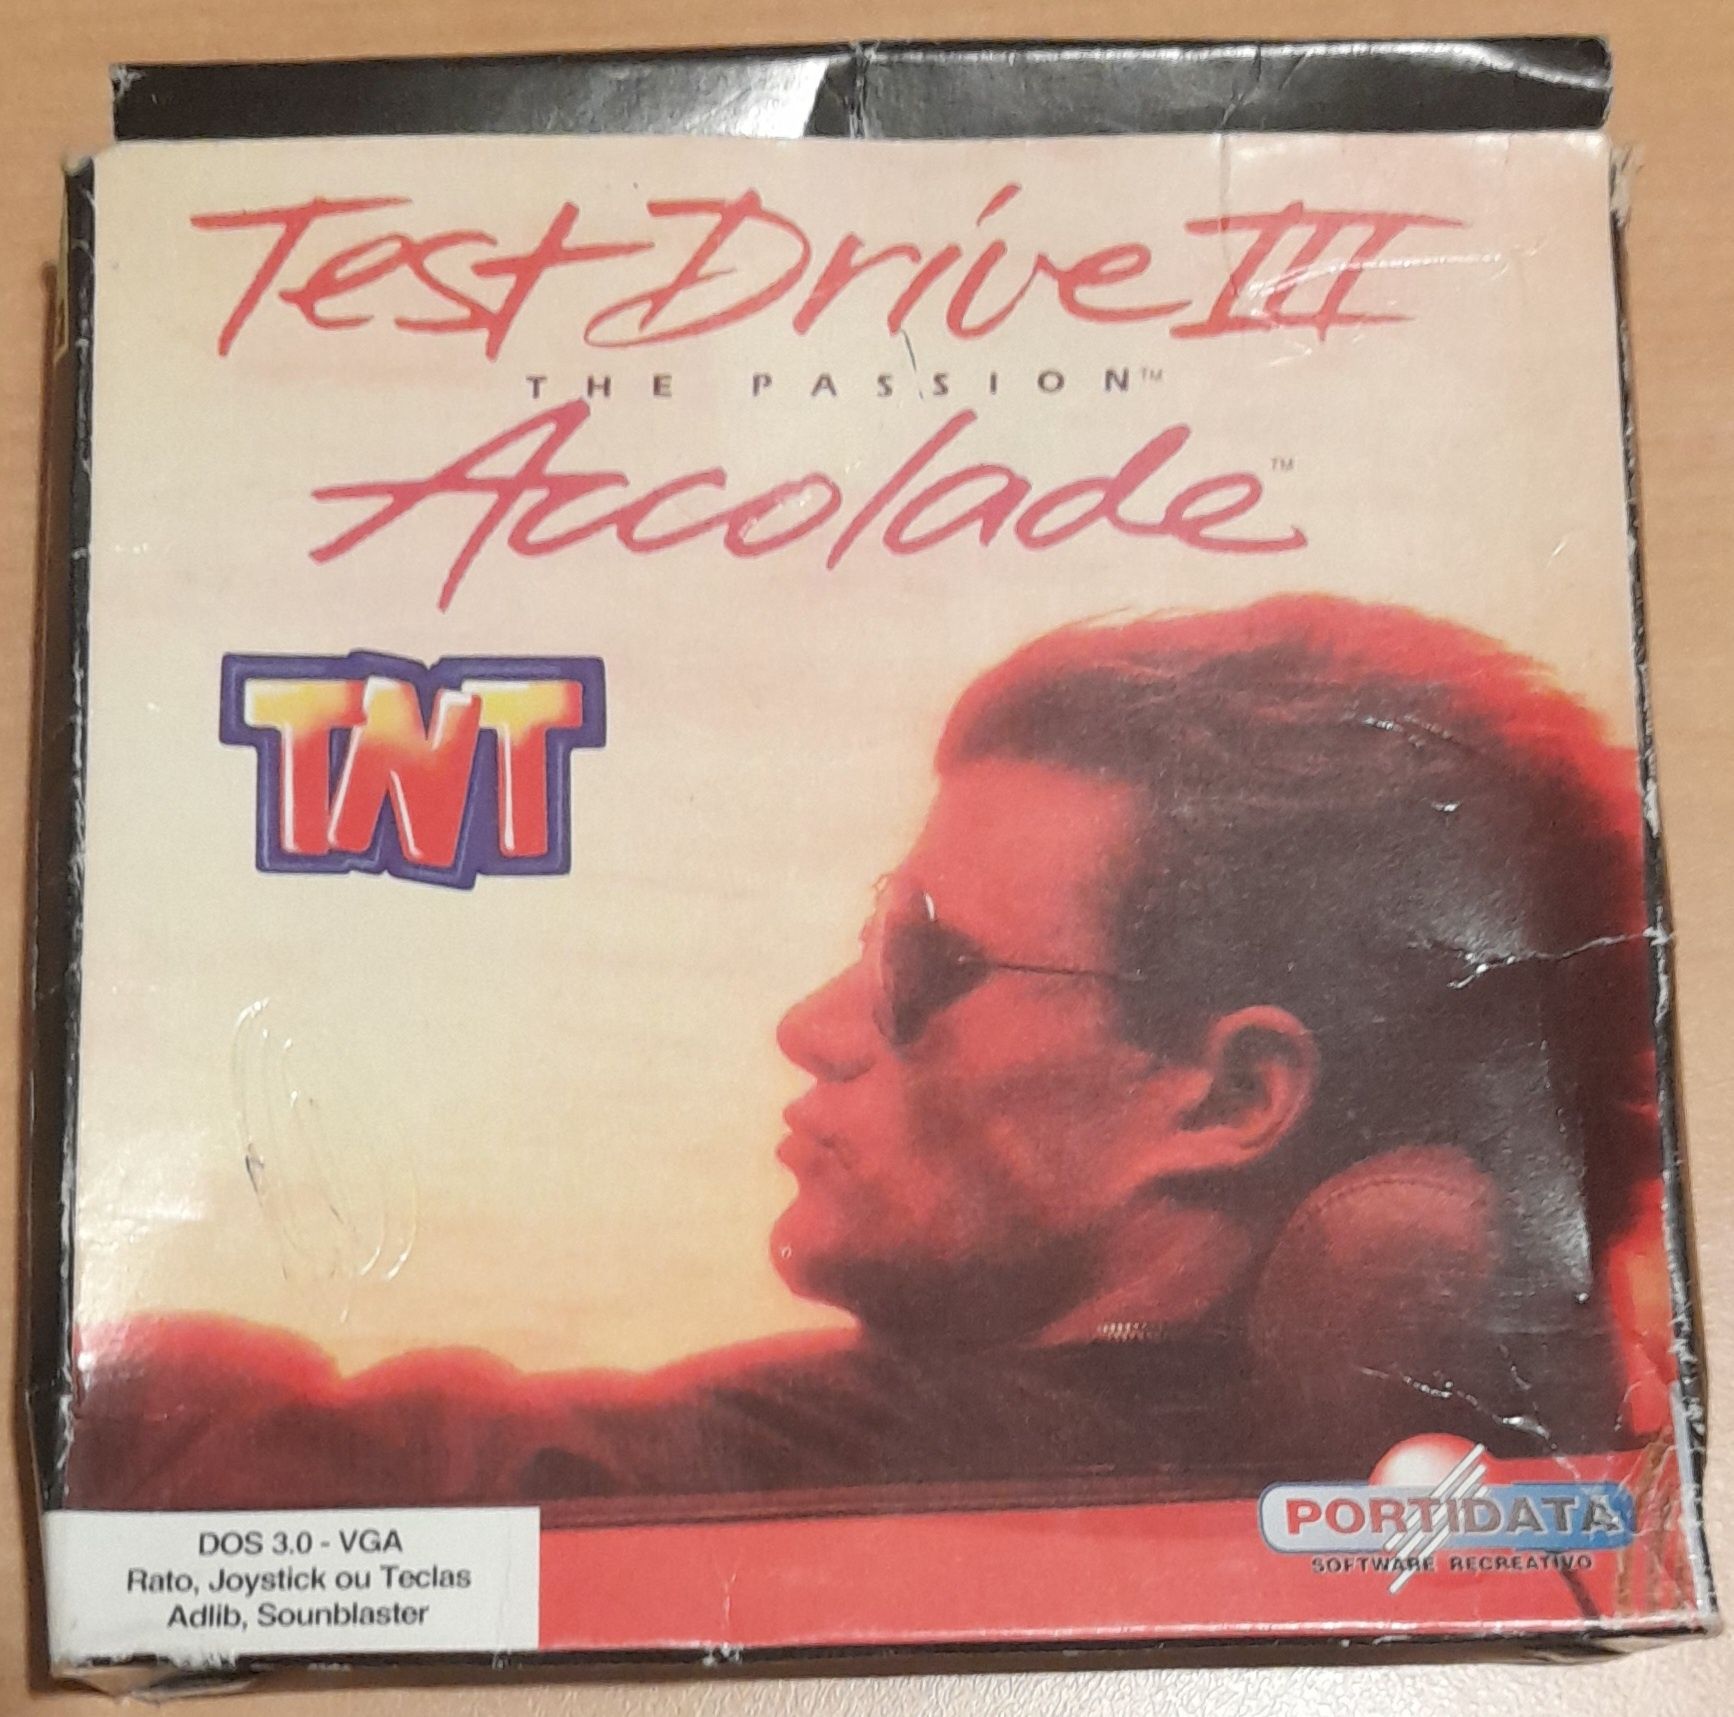 Test Drive III
THE PASSION™
Accolade™
TNT
DOS 3.0 - VGA
Rato, Joystick ou Teclas
Adlib, Sounblaster
PORTIDATA
SOFTWARE RECREATIVO